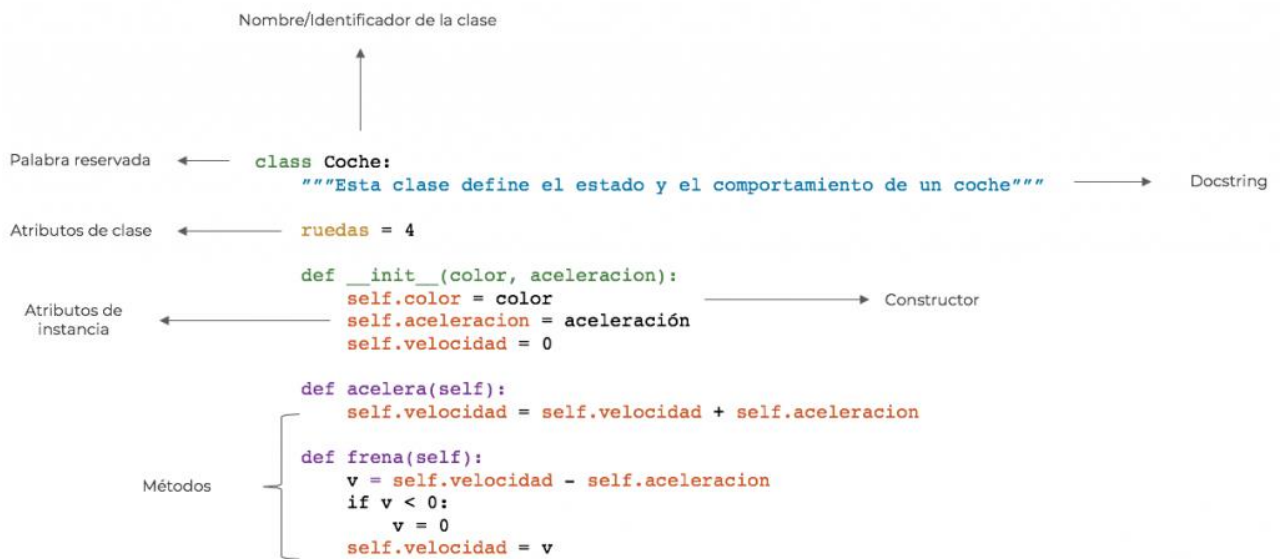 Nombre/Identificador de la clase
Palabra reservada
class Coche:
"""Esta clase define el estado y el comportamiento de un coche"""
Docstring
Atributos de clase
ruedas = 4
def __init__(color, aceleracion):
self.color = color
Constructor
Atributos de
instancia
self.aceleracion = aceleración
self.velocidad = 0
def acelera(self):
self.velocidad = self.velocidad + self.aceleracion
Métodos
def frena(self):
v = self.velocidad - self.aceleracion
if v < 0:
v = 0
self.velocidad = v